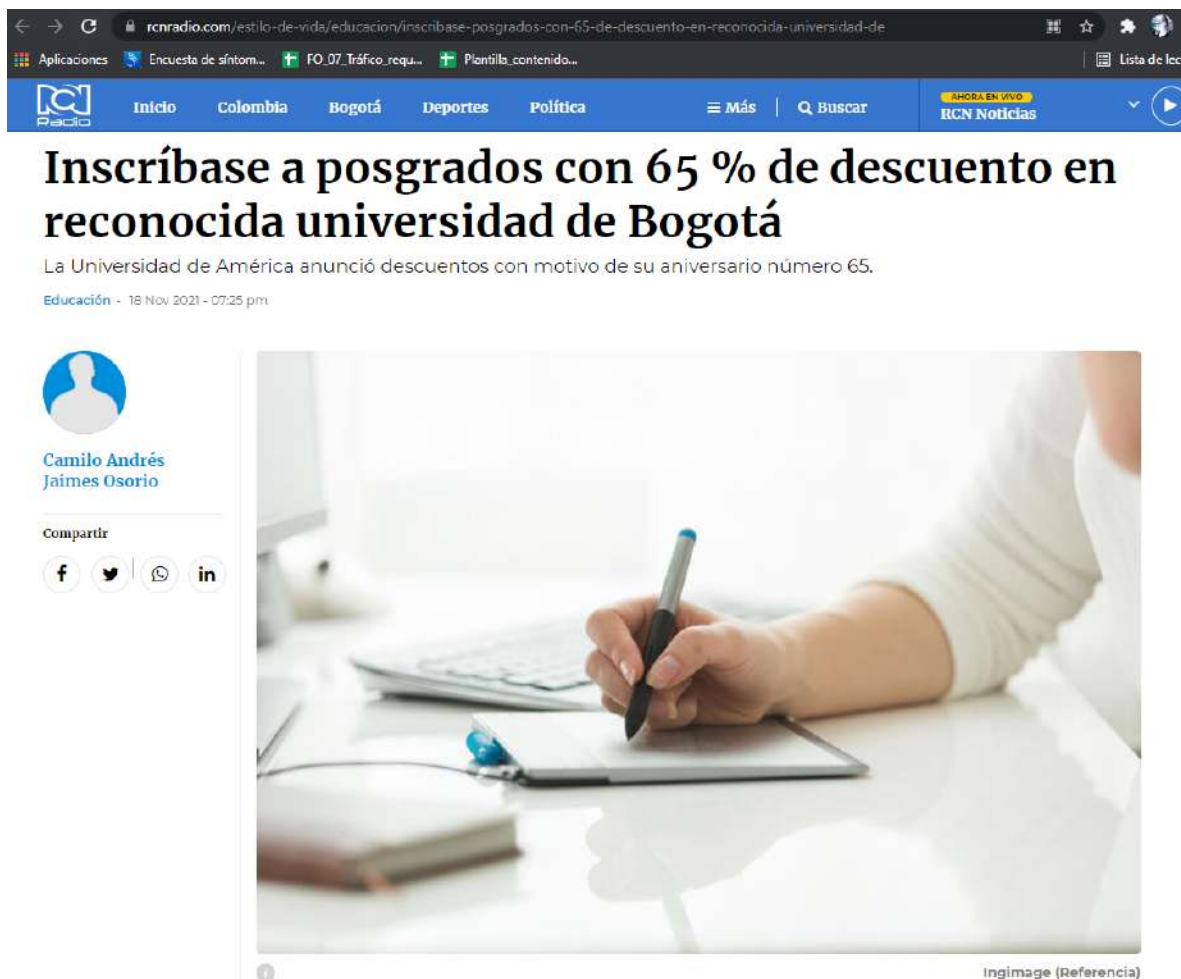 rcnradio.com/estilo-de-vida/educacion/inscribase-posgrados-con-65-de-descuento-en-reconocida-universidad-de
Aplicaciones Encuesta de síntom... FO_07_Tráfico_requ... Plantilla_contenido... Lista de lec
RCN Radio Inicio Colombia Bogotá Deportes Política Más Buscar AHORA EN VIVO
RCN Noticias
Inscríbase a posgrados con 65 % de descuento en
reconocida universidad de Bogotá
La Universidad de América anunció descuentos con motivo de su aniversario número 65.
Educación - 18 Nov 2021 - 07:25 pm
Camilo Andrés
Jaimes Osorio
Compartir
Ingimage (Referencia)